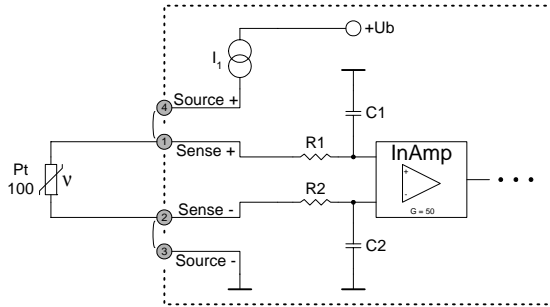 +Ub
I1
4
Source +
C1
1
Sense +
R1
InAmp
+
-
G = 50
Pt
100
ν
R2
2
Sense -
C2
3
Source -